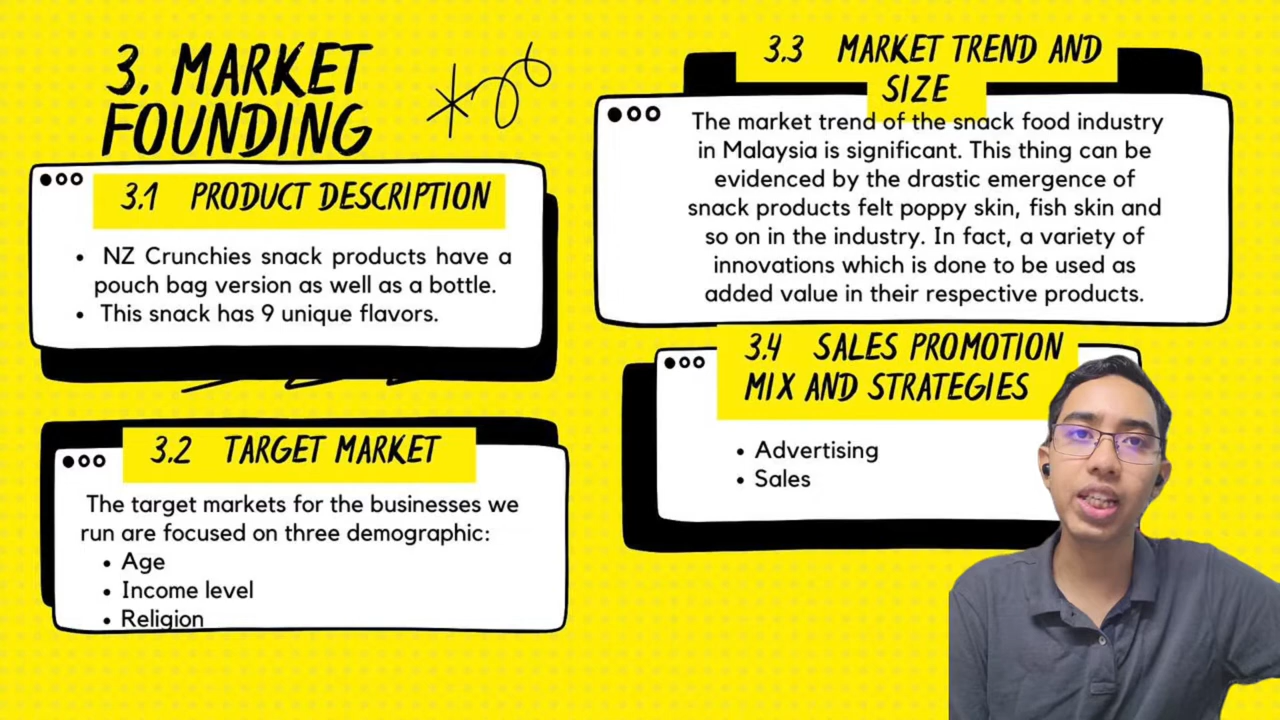 3. MARKET
FOUNDING
3.1 PRODUCT DESCRIPTION
• NZ Crunchies snack products have a
pouch bag version as well as a bottle.
• This snack has 9 unique flavors.
3.2 TARGET MARKET
The target markets for the businesses we
run are focused on three demographic:
• Age
• Income level
• Religion
3.3 MARKET TREND AND
SIZE
The market trend of the snack food industry
in Malaysia is significant. This thing can be
evidenced by the drastic emergence of
snack products felt poppy skin, fish skin and
so on in the industry. In fact, a variety of
innovations which is done to be used as
added value in their respective products.
3.4 SALES PROMOTION
MIX AND STRATEGIES
• Advertising
• Sales